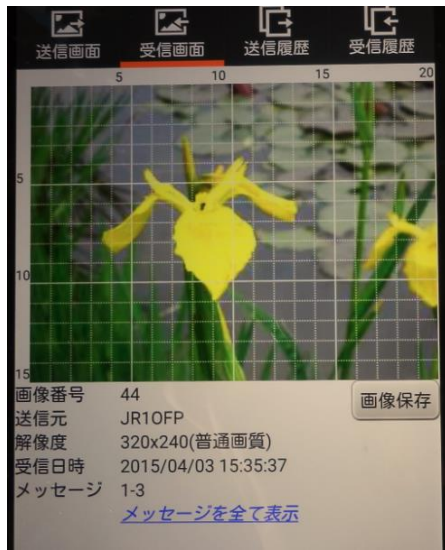 送信画面 受信画面 送信履歴 受信履歴
5 10 15 20
5
10
15
画像番号 44
画像保存
送信元 JR1OFP
解像度 320x240(普通画質)
受信日時 2015/04/03 15:35:37
メッセージ 1-3
メッセージを全て表示